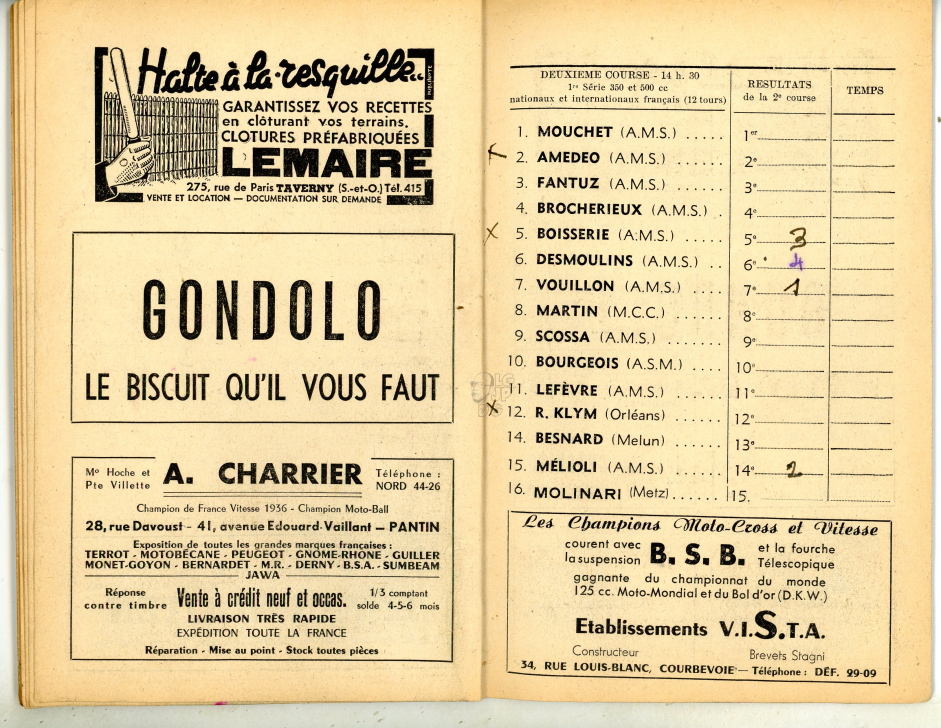 Halte à la resquille..
GARANTISSEZ VOS RECETTES
en clôturant vos terrains.
CLOTURES PRÉFABRIQUÉES
LEMAIRE
275, rue de Paris TAVERNY (S.-et-O.) Tél. 415
VENTE ET LOCATION — DOCUMENTATION SUR DEMANDE
GONDOLO
LE BISCUIT QU'IL VOUS FAUT
Mo Hoche et
Pte Villette
A. CHARRIER
Téléphone :
NORD 44-26
Champion de France Vitesse 1936 - Champion Moto-Ball
28, rue Davoust - 41, avenue Edouard-Vaillant — PANTIN
Exposition de toutes les grandes marques françaises :
TERROT - MOTOBÉCANE - PEUGEOT - GNOME-RHONE - GUILLER
MONET-GOYON - BERNARDET - M.R. - DERNY - B.S.A. - SUMBEAM
JAWA
Réponse
contre timbre
Vente à crédit neuf et occas.
1/3 comptant
solde 4-5-6 mois
LIVRAISON TRÈS RAPIDE
EXPÉDITION TOUTE LA FRANCE
Réparation - Mise au point - Stock toutes pièces
DEUXIEME COURSE - 14 h. 30
1re Série 350 et 500 cc
nationaux et internationaux français (12 tours)
RESULTATS
de la 2e course
TEMPS
1. MOUCHET (A.M.S.) ..... 1er
x 2. AMEDEO (A.M.S.) ...... 2e
3. FANTUZ (A.M.S.) ...... 3e
4. BROCHERIEUX (A.M.S.) . 4e
x 5. BOISSERIE (A.M.S.) ..... 5e 3
6. DESMOULINS (A.M.S.) .. 6e 4
7. VOUILLON (A.M.S.) .... 7e 1
8. MARTIN (M.C.C.) ...... 8e
9. SCOSSA (A.M.S.) ....... 9e
10. BOURGEOIS (A.S.M.) .... 10e
11. LEFÈVRE (A.M.S.) ...... 11e
x 12. R. KLYM (Orléans) ..... 12e
14. BESNARD (Melun) ...... 13e
15. MÉLIOLI (A.M.S.) ...... 14e 2
16. MOLINARI (Metz) ...... 15.
Les Champions Moto-Cross et Vitesse
courent avec
la suspension
B. S. B.
et la fourche
Télescopique
gagnante du championnat du monde
125 cc. Moto-Mondial et du Bol d'or (D.K.W.)
Etablissements V.I.S.T.A.
Constructeur
Brevets Stagni
34, RUE LOUIS-BLANC, COURBEVOIE — Téléphone : DÉF. 29-09